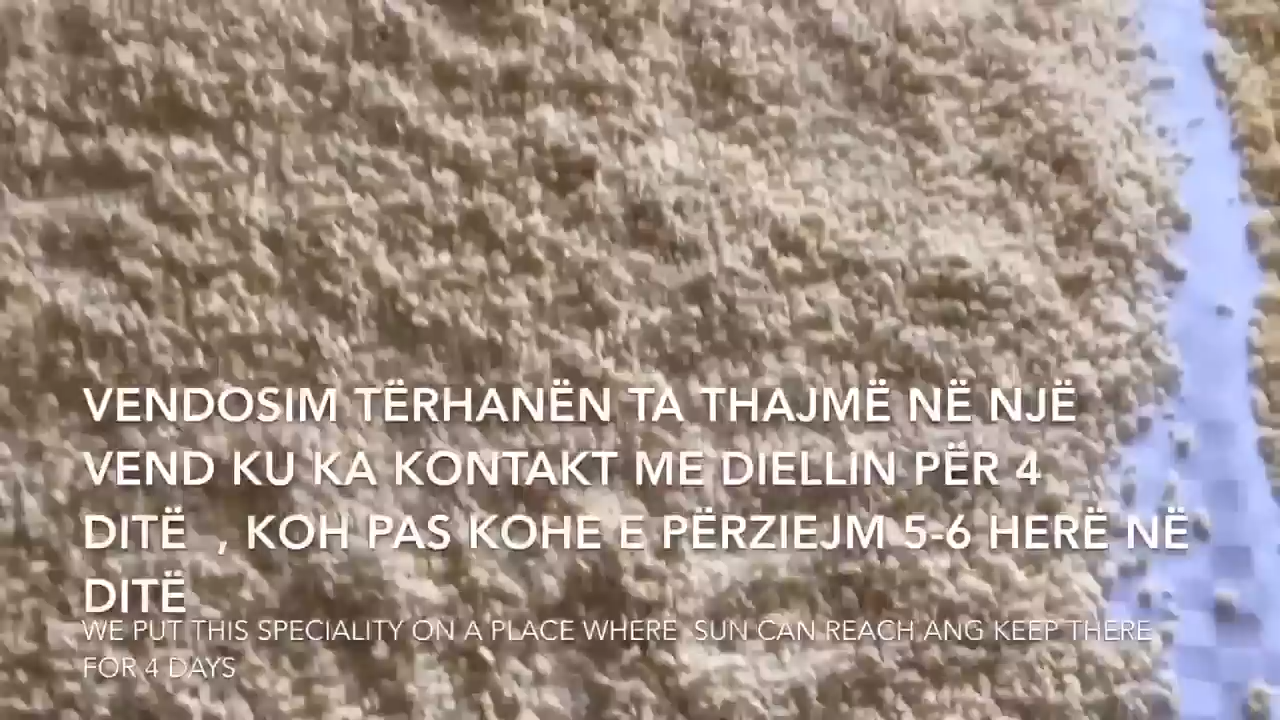 VENDOSIM TËRHANËN TA THAJMË NË NJË
VEND KU KA KONTAKT ME DIELLIN PËR 4
DITË , KOH PAS KOHE E PËRZIEJM 5-6 HERË NË
DITË
WE PUT THIS SPECIALITY ON A PLACE WHERE SUN CAN REACH ANG KEEP THERE
FOR 4 DAYS